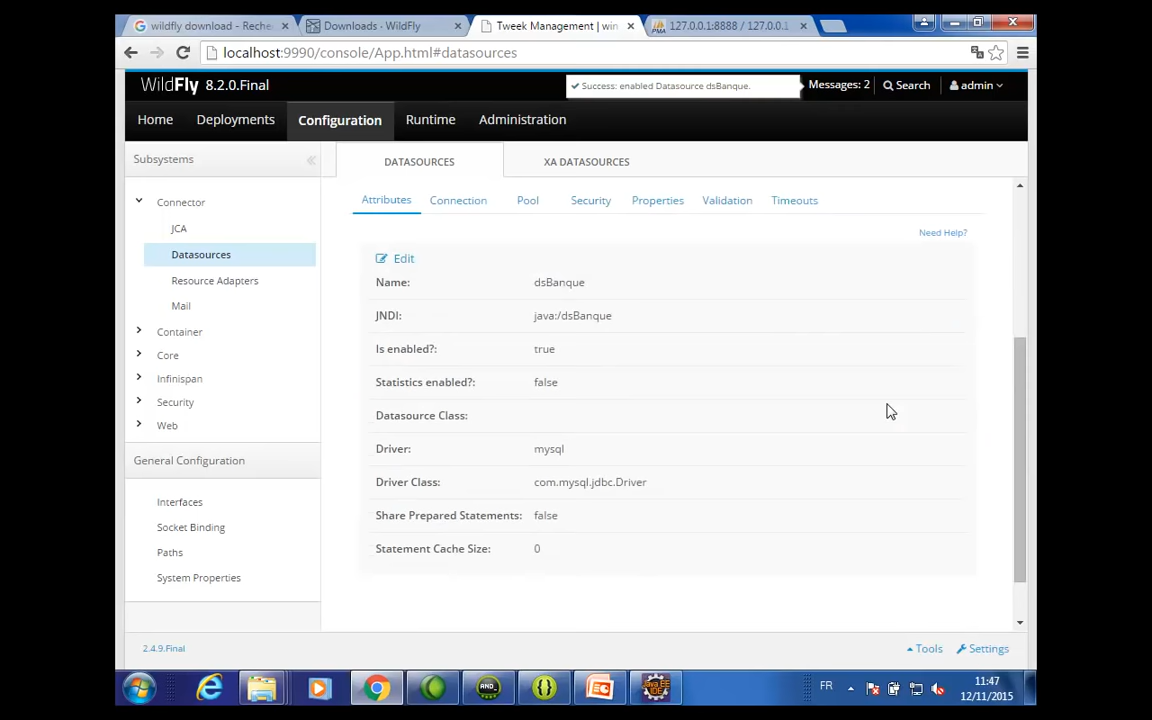 wildfly download - Reche
Downloads · WildFly
Tweek Management | win
127.0.0.1:8888 / 127.0.0.1
localhost:9990/console/App.html#datasources
WildFly 8.2.0.Final
Success: enabled Datasource dsBanque.
Messages: 2
Search
admin
Home
Deployments
Configuration
Runtime
Administration
Subsystems
DATASOURCES
XA DATASOURCES
Connector
JCA
Datasources
Resource Adapters
Mail
Container
Core
Infinispan
Security
Web
General Configuration
Interfaces
Socket Binding
Paths
System Properties
Attributes
Connection
Pool
Security
Properties
Validation
Timeouts
Need Help?
Edit
Name: dsBanque
JNDI: java:/dsBanque
Is enabled?: true
Statistics enabled?: false
Datasource Class:
Driver: mysql
Driver Class: com.mysql.jdbc.Driver
Share Prepared Statements: false
Statement Cache Size: 0
2.4.9.Final
Tools
Settings
FR
11:47
12/11/2015